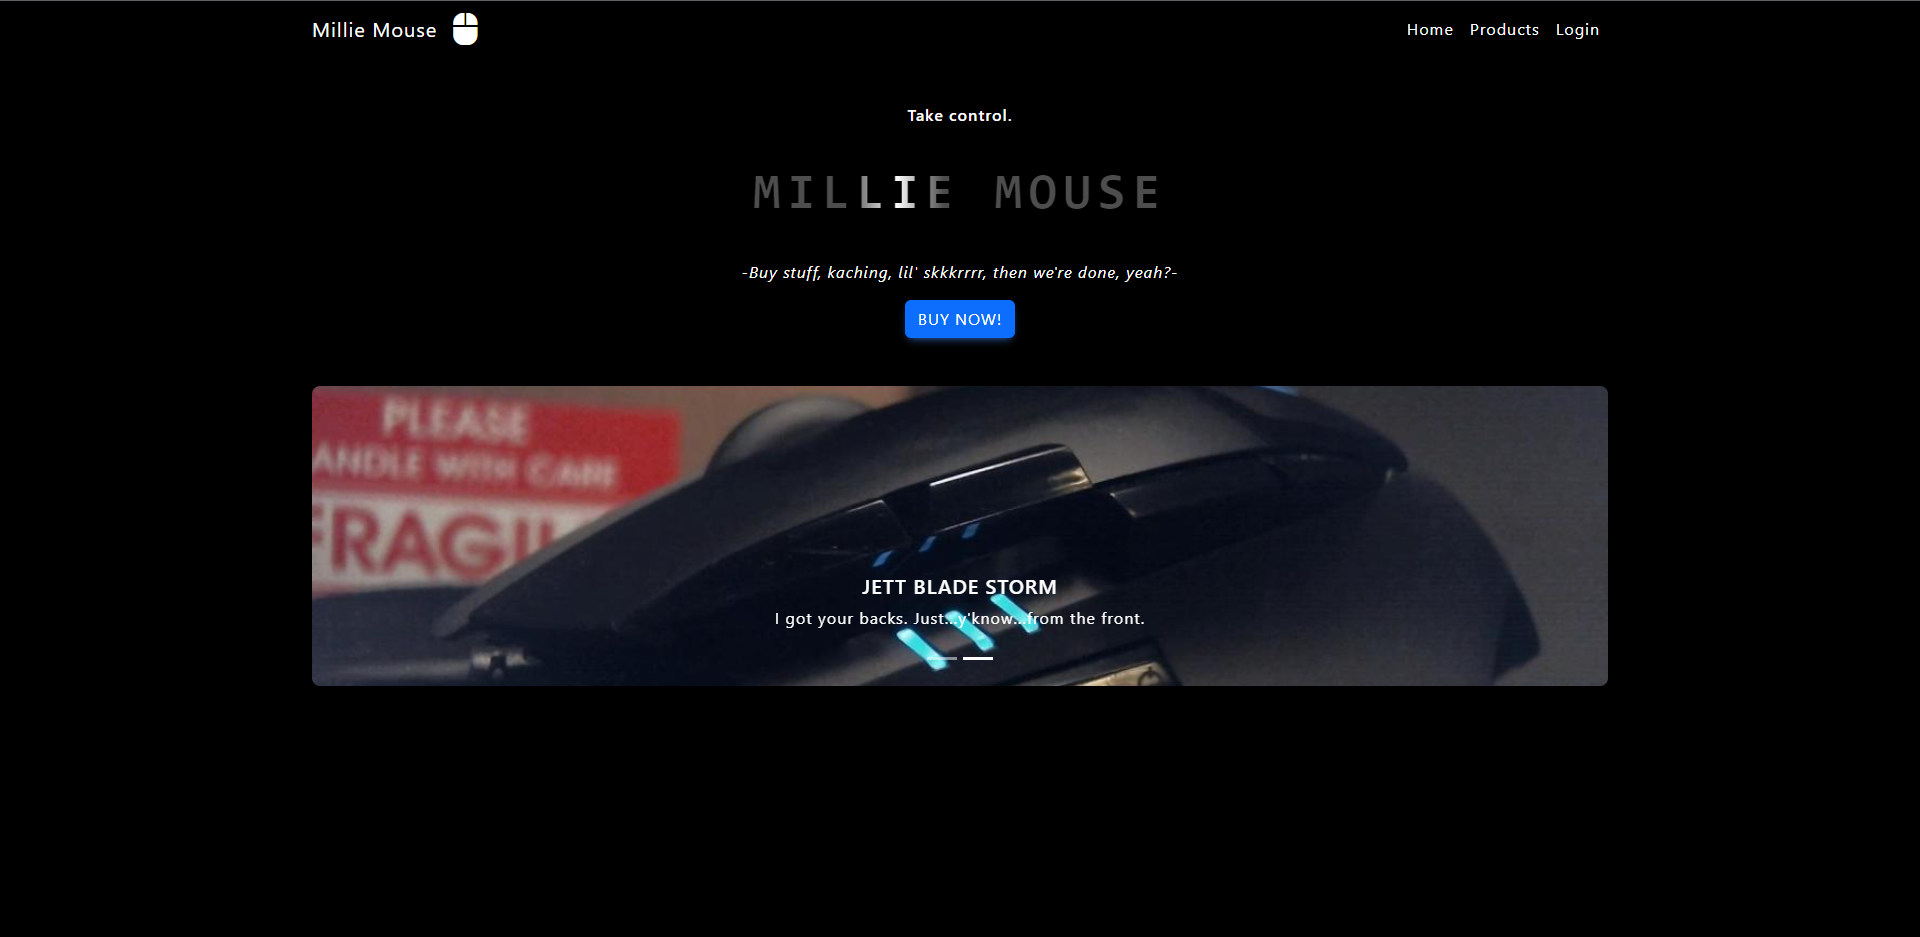 Millie Mouse
Home Products Login
Take control.
MILLIE MOUSE
-Buy stuff, kaching, lil' skkkrrrr, then we're done, yeah?-
BUY NOW!
PLEASE
ANDLE WITH CARE
FRAGIL
JETT BLADE STORM
I got your backs. Just...y'know...from the front.